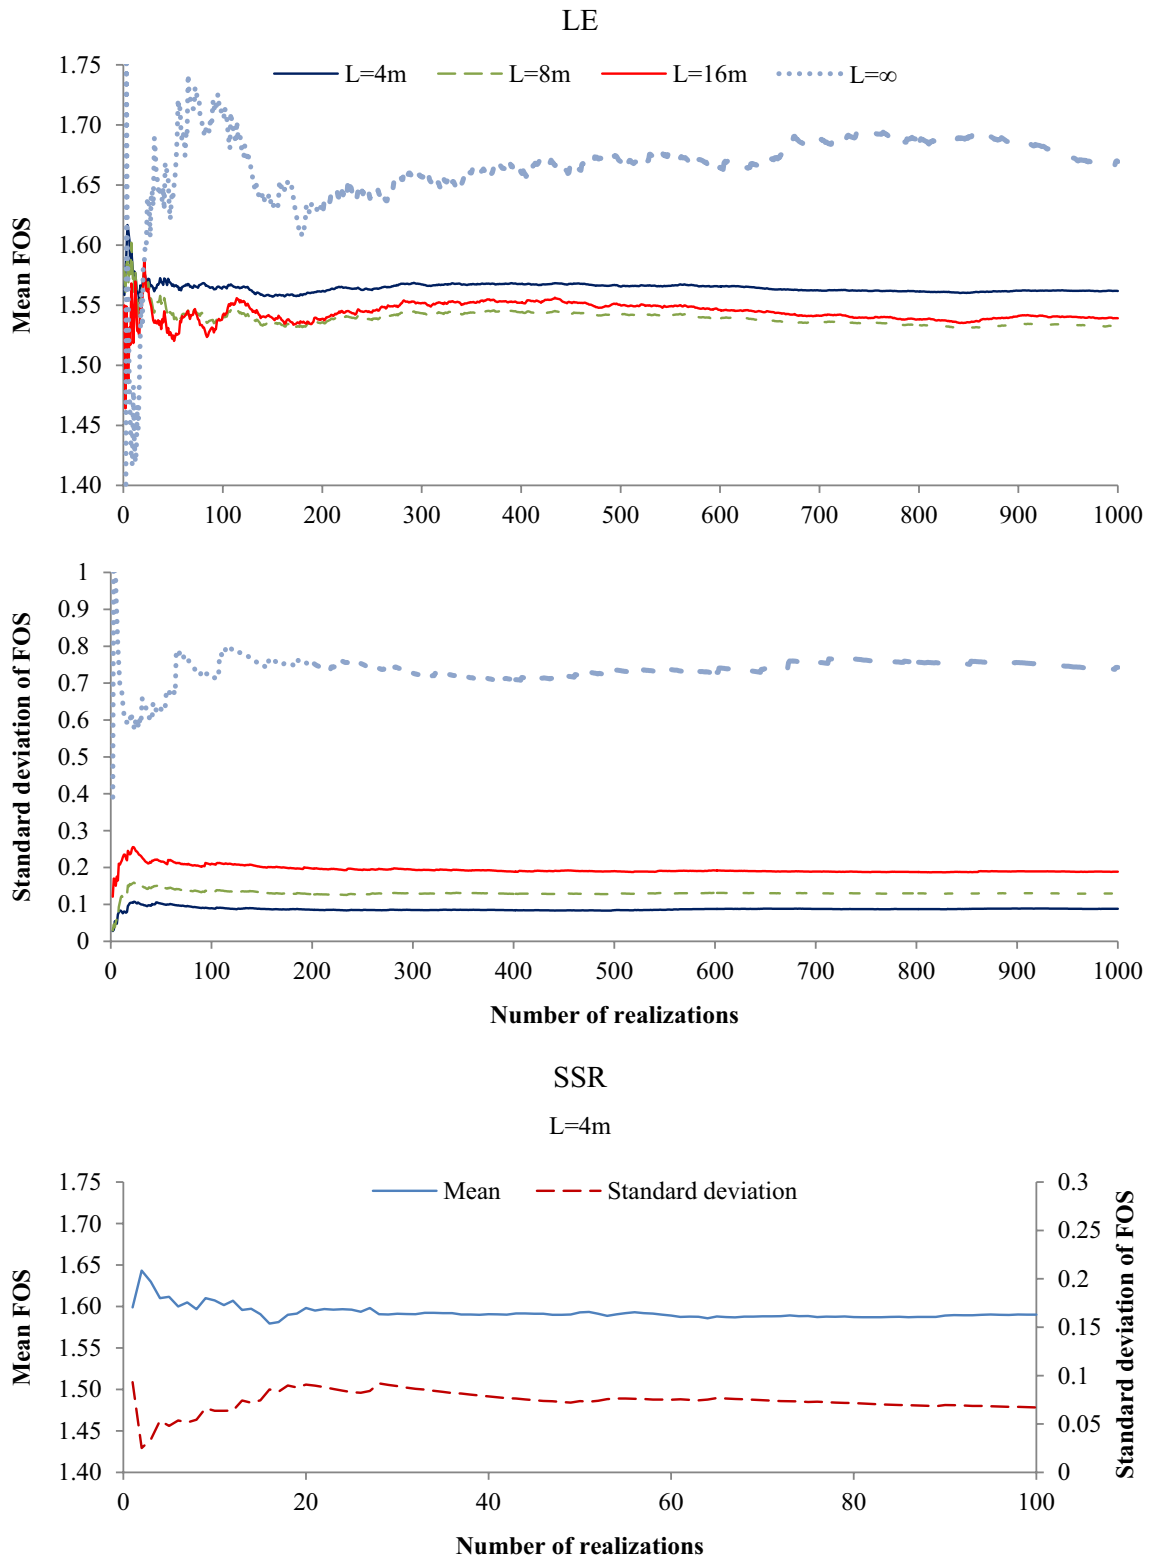 LE
L=4m L=8m L=16m L=∞
Mean FOS
1.75
1.70
1.65
1.60
1.55
1.50
1.45
1.40
0 100 200 300 400 500 600 700 800 900 1000
Standard deviation of FOS
1
0.9
0.8
0.7
0.6
0.5
0.4
0.3
0.2
0.1
0
0 100 200 300 400 500 600 700 800 900 1000
Number of realizations
SSR
L=4m
Mean Standard deviation
Mean FOS
1.75
1.70
1.65
1.60
1.55
1.50
1.45
1.40
0.3
0.25
0.2
0.15
0.1
0.05
0
Standard deviation of FOS
0 20 40 60 80 100
Number of realizations